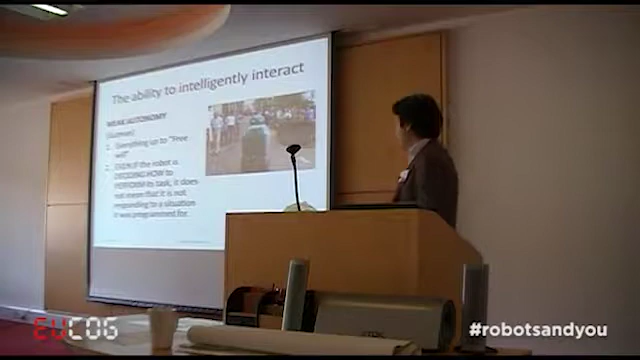 The ability to intelligently interact
WEAK AUTONOMY
1. Everything up to "Free
will"
2. EVEN IF the robot is
DECIDING HOW to
PERFORM its task, it does
not mean that it is not
responding to a situation
it was programmed for
EUCOG
#robotsandyou